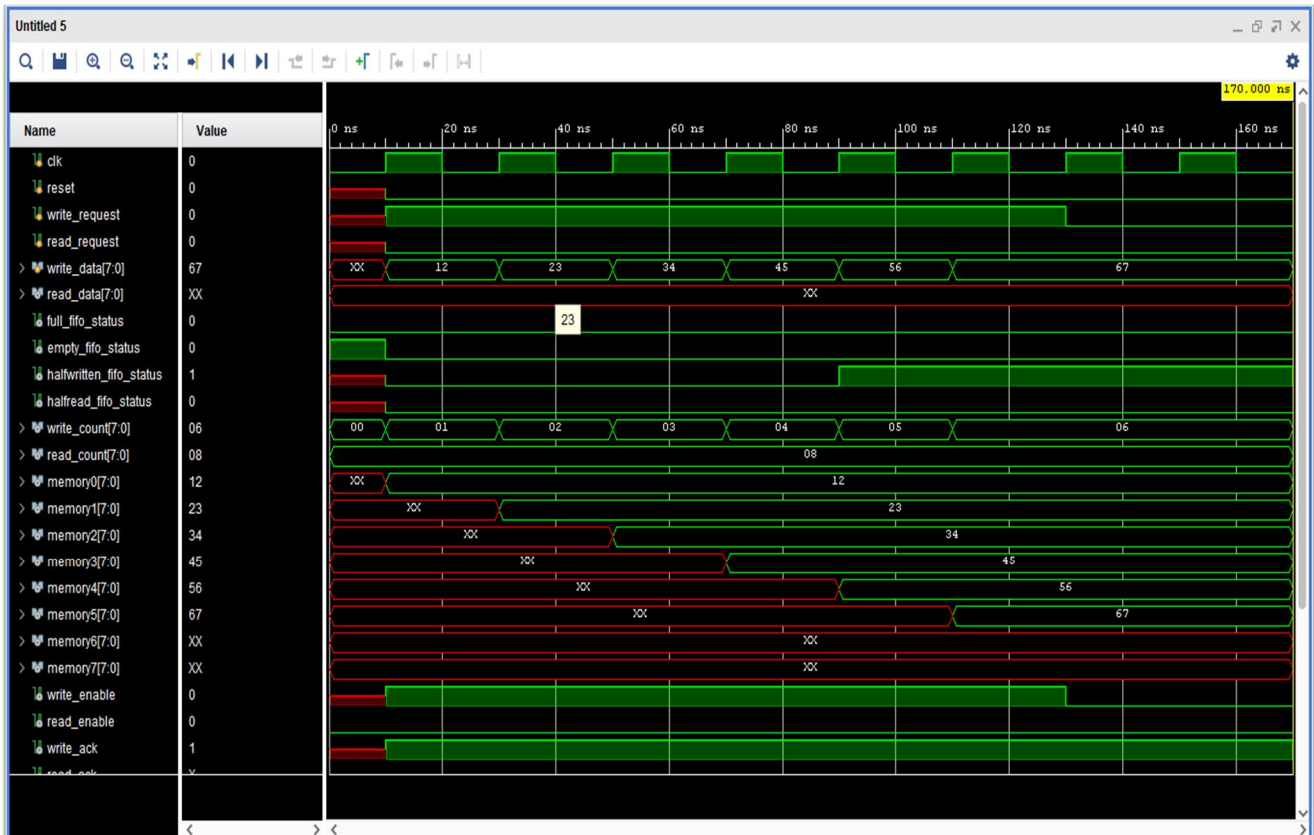 Untitled 5
170.000 ns
Name Value 0 ns 20 ns 40 ns 60 ns 80 ns 100 ns 120 ns 140 ns 160 ns
clk 0
reset 0
write_request 0
read_request 0
write_data[7:0] 67 XX 12 23 34 45 56 67
read_data[7:0] XX XX
full_fifo_status 0 23
empty_fifo_status 0
halfwritten_fifo_status 1
halfread_fifo_status 0
write_count[7:0] 06 00 01 02 03 04 05 06
read_count[7:0] 08 08
memory0[7:0] 12 XX 12
memory1[7:0] 23 XX 23
memory2[7:0] 34 XX 34
memory3[7:0] 45 XX 45
memory4[7:0] 56 XX 56
memory5[7:0] 67 XX 67
memory6[7:0] XX XX
memory7[7:0] XX XX
write_enable 0
read_enable 0
write_ack 1